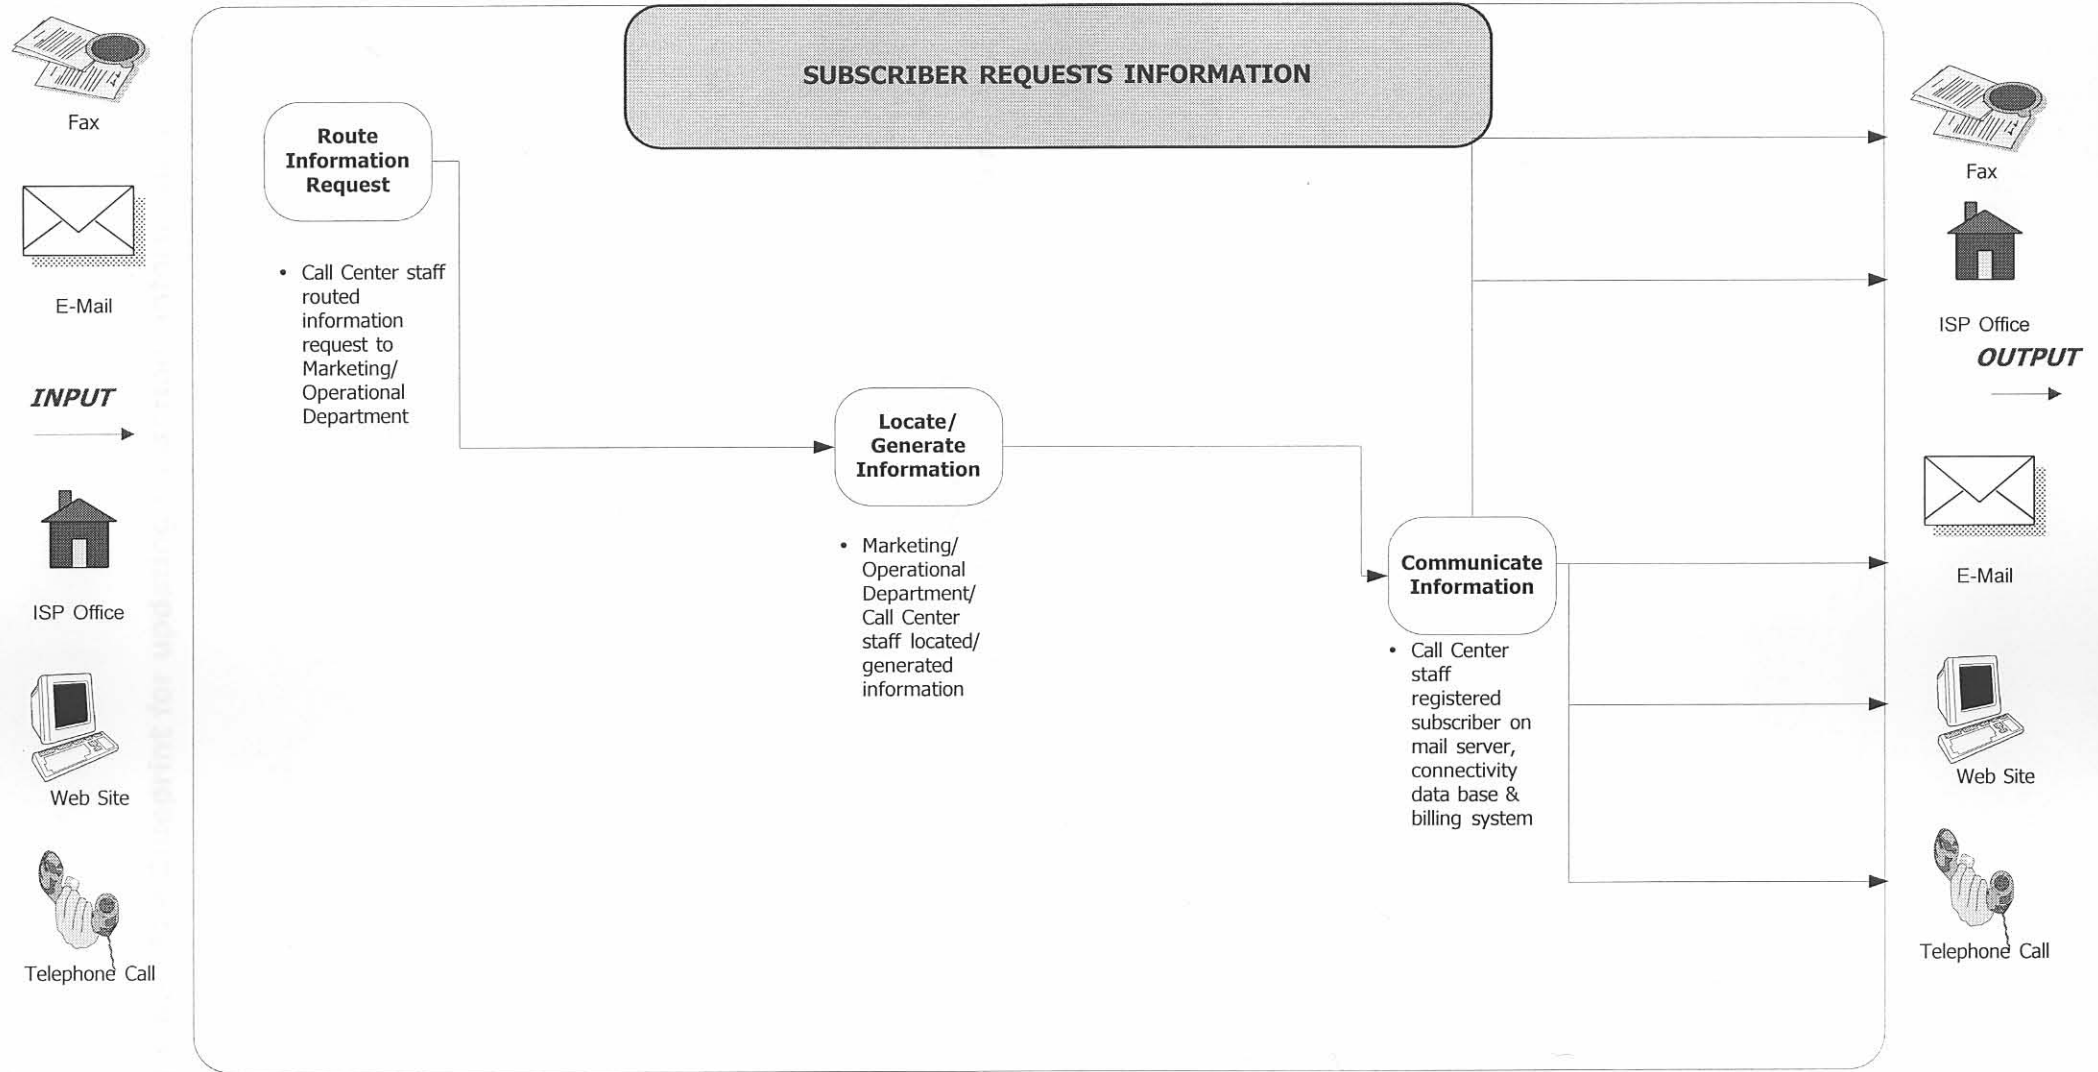 SUBSCRIBER REQUESTS INFORMATION
Fax
E-Mail
INPUT
ISP Office
Web Site
Telephone Call
Route
Information
Request
• Call Center staff
routed
information
request to
Marketing/
Operational
Department
Locate/
Generate
Information
• Marketing/
Operational
Department/
Call Center
staff located/
generated
information
Communicate
Information
• Call Center
staff
registered
subscriber on
mail server,
connectivity
data base &
billing system
Fax
ISP Office
OUTPUT
E-Mail
Web Site
Telephone Call